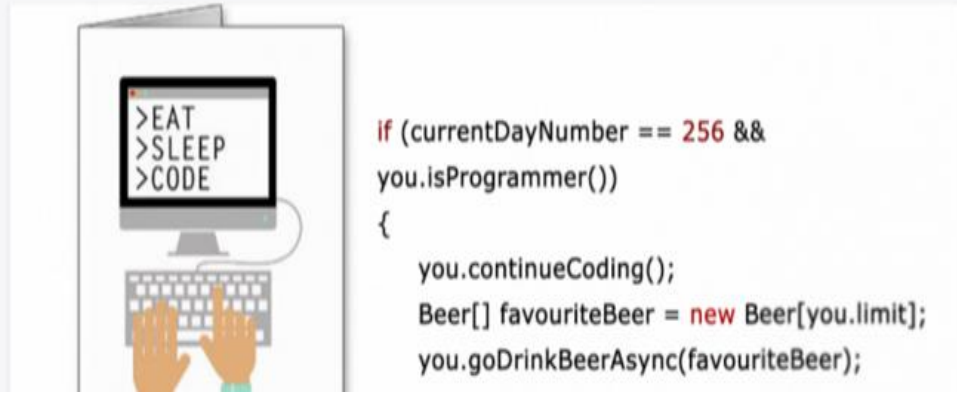 >EAT
>SLEEP
>CODE
if (currentDayNumber == 256 &&
you.isProgrammer())
{
you.continueCoding();
Beer[] favouriteBeer = new Beer[you.limit];
you.goDrinkBeerAsync(favouriteBeer);